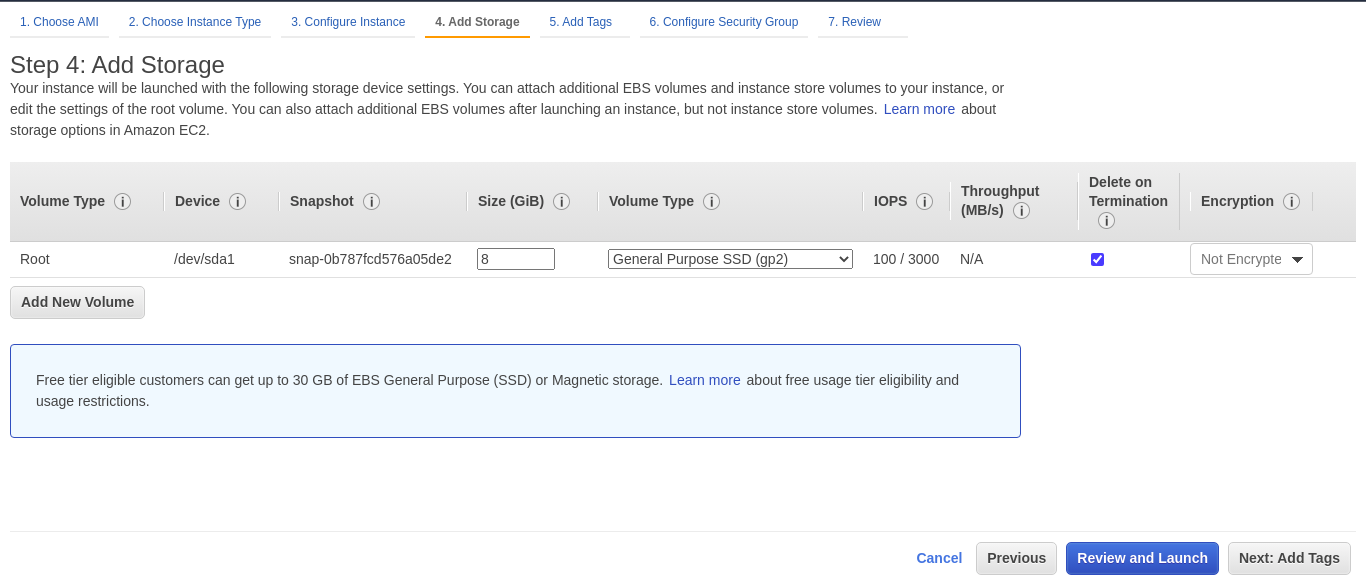 1. Choose AMI 2. Choose Instance Type 3. Configure Instance 4. Add Storage 5. Add Tags 6. Configure Security Group 7. Review
Step 4: Add Storage
Your instance will be launched with the following storage device settings. You can attach additional EBS volumes and instance store volumes to your instance, or
edit the settings of the root volume. You can also attach additional EBS volumes after launching an instance, but not instance store volumes. Learn more about
storage options in Amazon EC2.
Volume Type i Device i Snapshot i Size (GiB) i Volume Type i IOPS i Throughput (MB/s) i Delete on Termination i Encryption i
Root /dev/sda1 snap-0b787fcd576a05de2 8 General Purpose SSD (gp2) 100 / 3000 N/A Not Encrypte
Add New Volume
Free tier eligible customers can get up to 30 GB of EBS General Purpose (SSD) or Magnetic storage. Learn more about free usage tier eligibility and
usage restrictions.
Cancel Previous Review and Launch Next: Add Tags